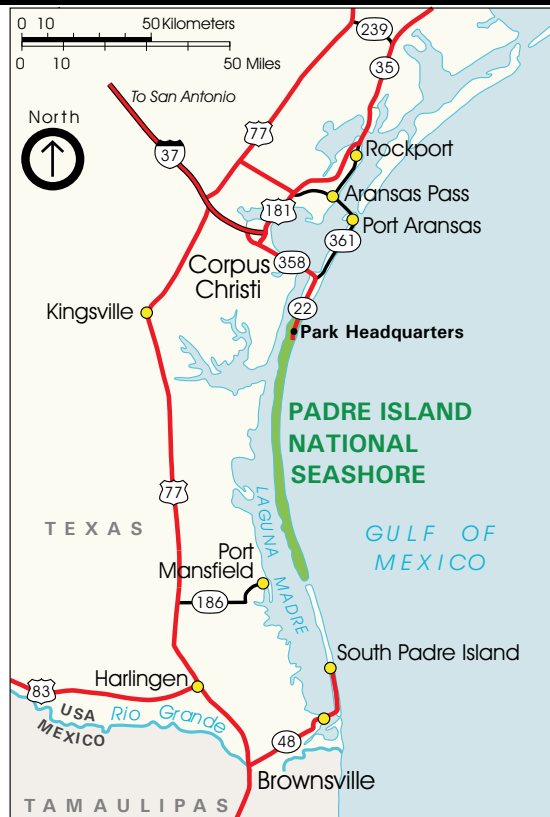 0 10 50 Kilometers
0 10 50 Miles
North
To San Antonio
239
35
77
37
Rockport
Aransas Pass
181
Port Aransas
361
358
Corpus
Christi
22
Kingsville
Park Headquarters
PADRE ISLAND
NATIONAL
SEASHORE
77
LAGUNA MADRE
TEXAS
GULF OF
MEXICO
Port
Mansfield
186
South Padre Island
Harlingen
83
USA
Rio Grande
MEXICO
48
Brownsville
TAMAULIPAS